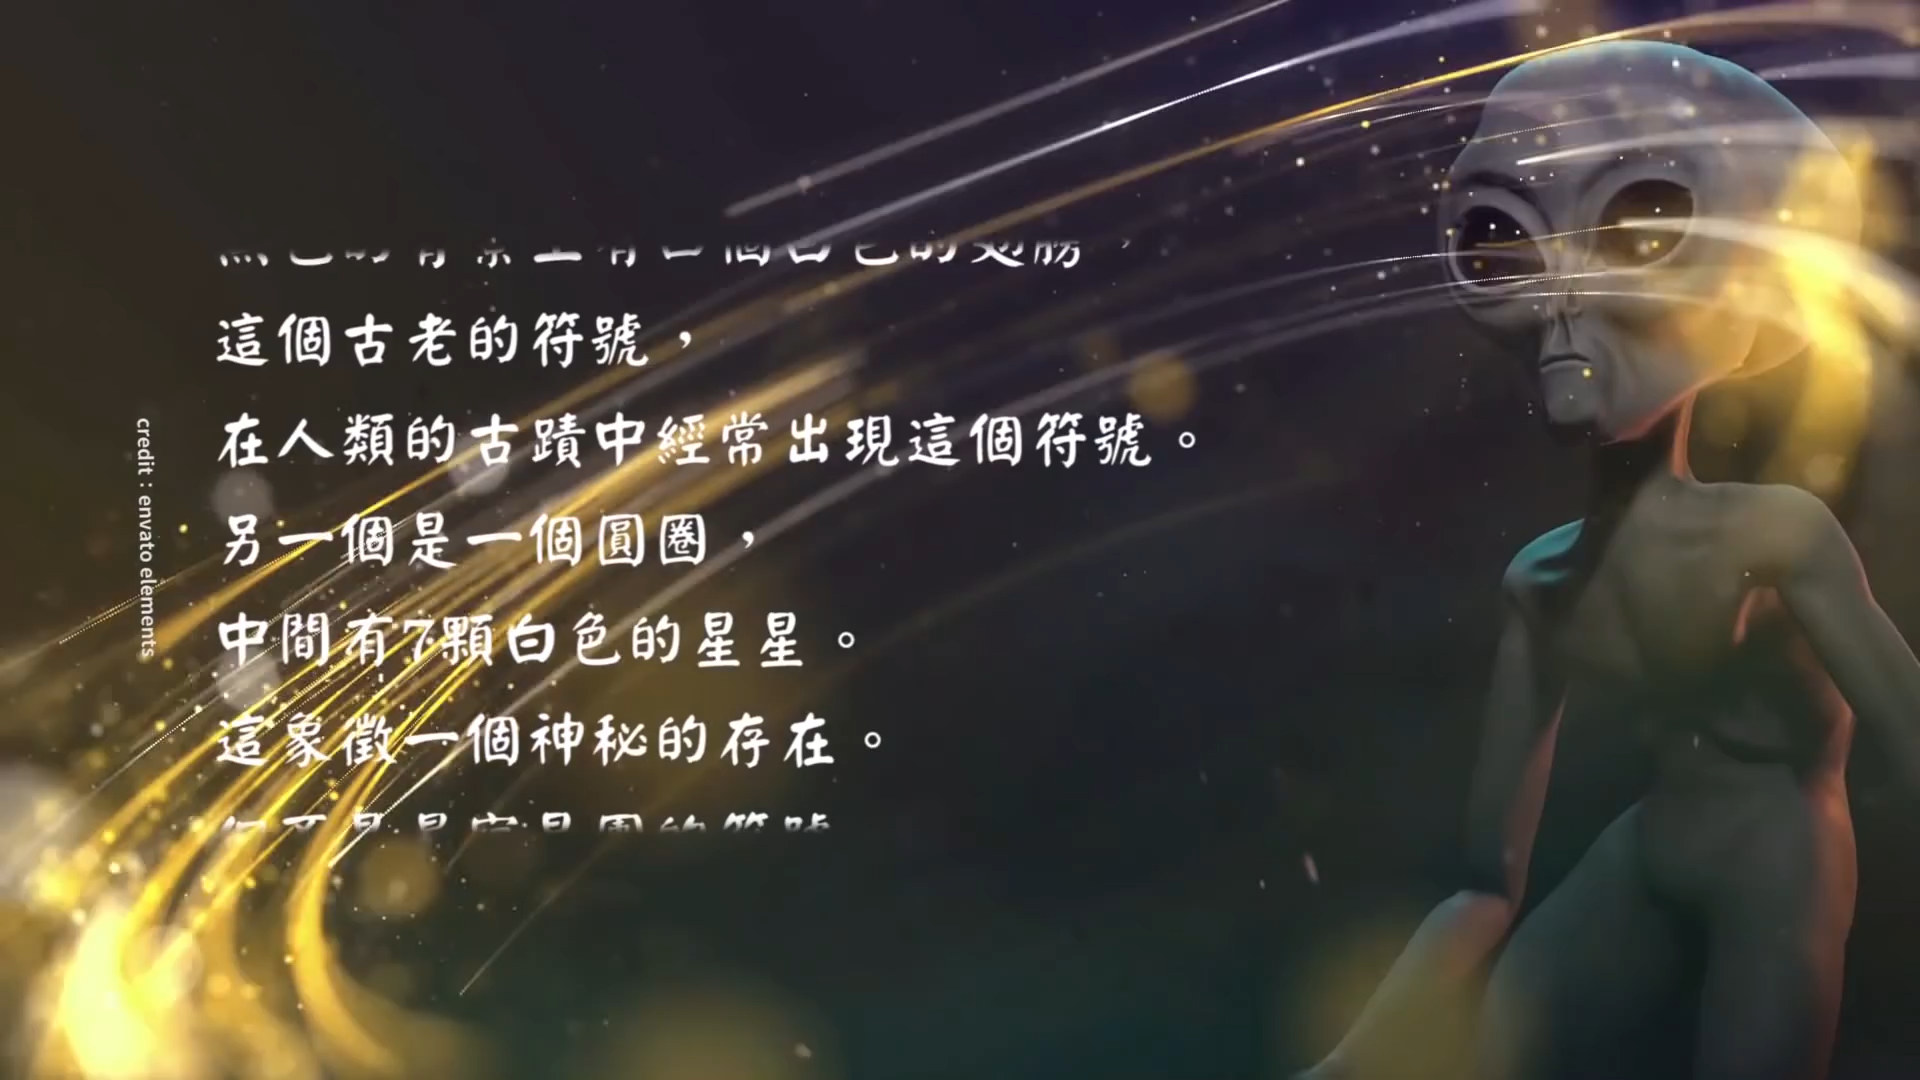 這個古老的符號，
在人類的古蹟中經常出現這個符號。
另一個是一個圓圈，
中間有7顆白色的星星。
這象徵一個神秘的存在。
credit：envato elements